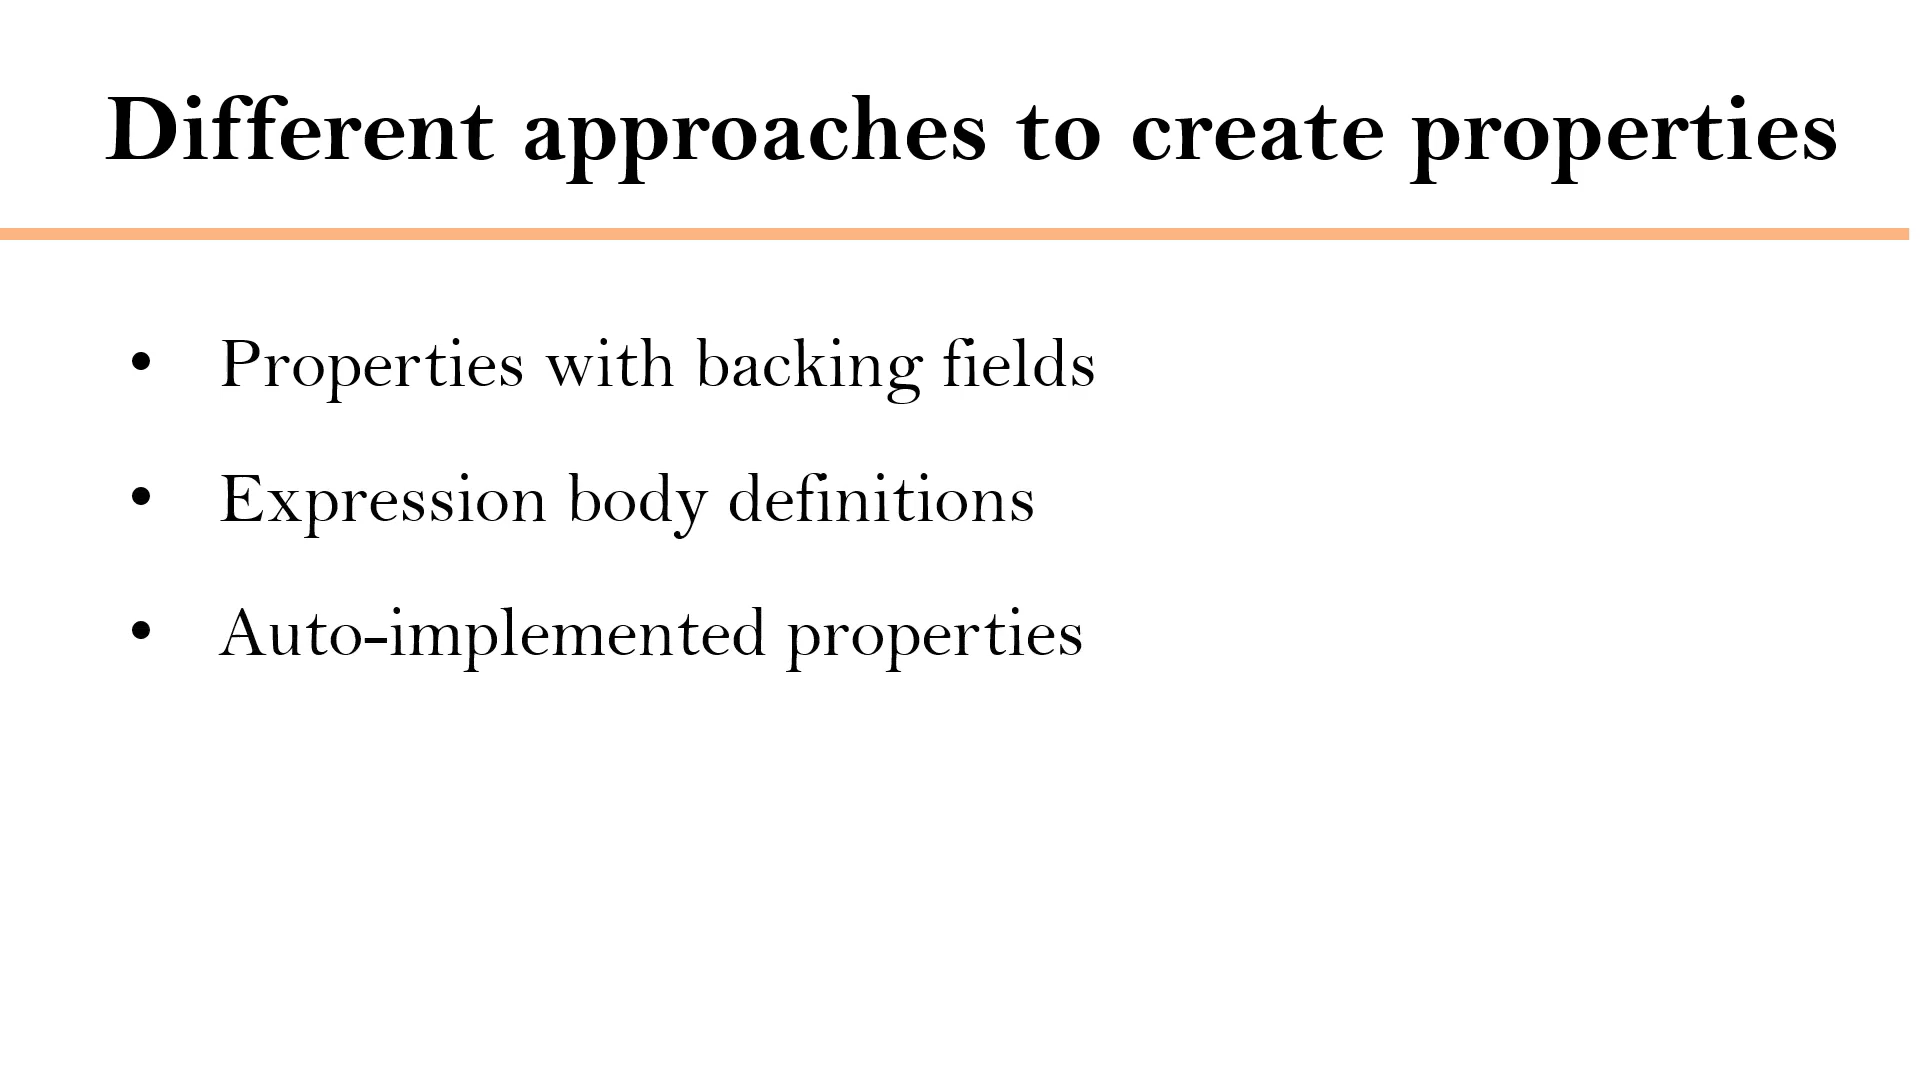 Different approaches to create properties
• Properties with backing fields
• Expression body definitions
• Auto-implemented properties